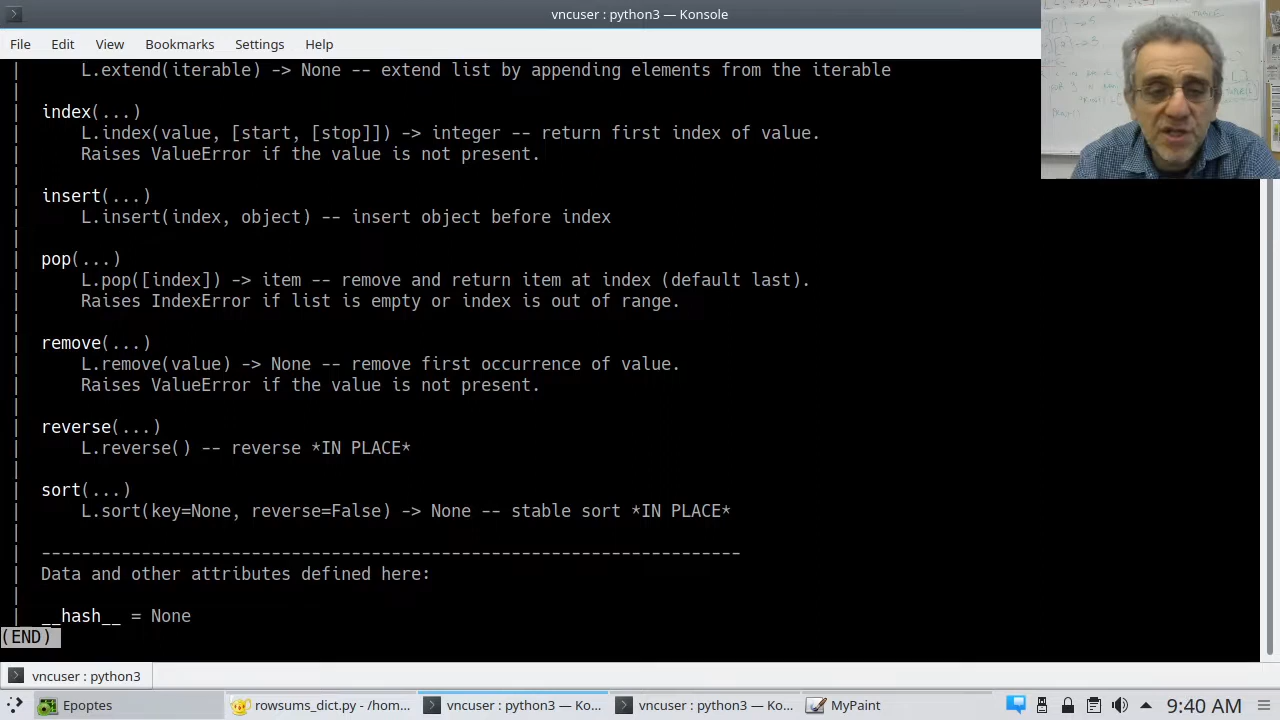 vncuser : python3 — Konsole
File Edit View Bookmarks Settings Help
| L.extend(iterable) -> None -- extend list by appending elements from the iterable
|
| index(...)
| L.index(value, [start, [stop]]) -> integer -- return first index of value.
| Raises ValueError if the value is not present.
|
| insert(...)
| L.insert(index, object) -- insert object before index
|
| pop(...)
| L.pop([index]) -> item -- remove and return item at index (default last).
| Raises IndexError if list is empty or index is out of range.
|
| remove(...)
| L.remove(value) -> None -- remove first occurrence of value.
| Raises ValueError if the value is not present.
|
| reverse(...)
| L.reverse() -- reverse *IN PLACE*
|
| sort(...)
| L.sort(key=None, reverse=False) -> None -- stable sort *IN PLACE*
|
| ----------------------------------------------------------------------
| Data and other attributes defined here:
|
| __hash__ = None
(END)
vncuser : python3
Epoptes rowsums_dict.py - /hom... vncuser : python3 — Ko... vncuser : python3 — Ko... MyPaint 9:40 AM